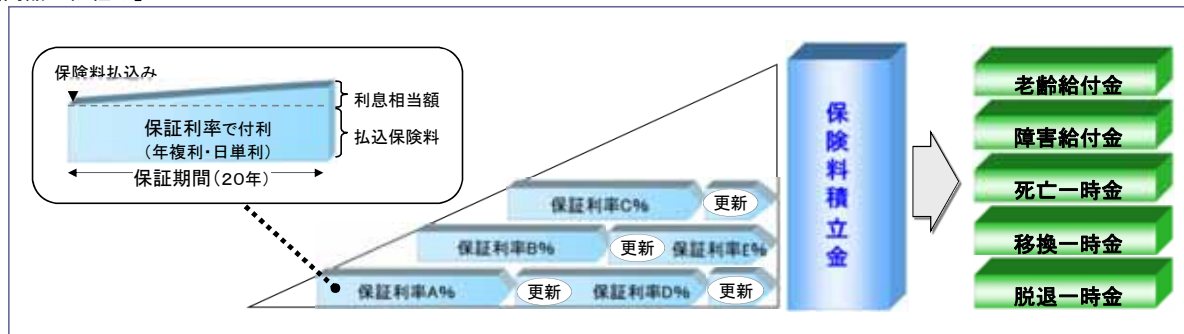 保険料払込み
利息相当額
払込保険料
保証利率で付利
(年複利・日単利)
保証期間(20年)
保証利率C%
更新
保証利率B%
更新
保証利率E%
保証利率A%
更新
保証利率D%
更新
保険料積立金
老齢給付金
障害給付金
死亡一時金
移換一時金
脱退一時金